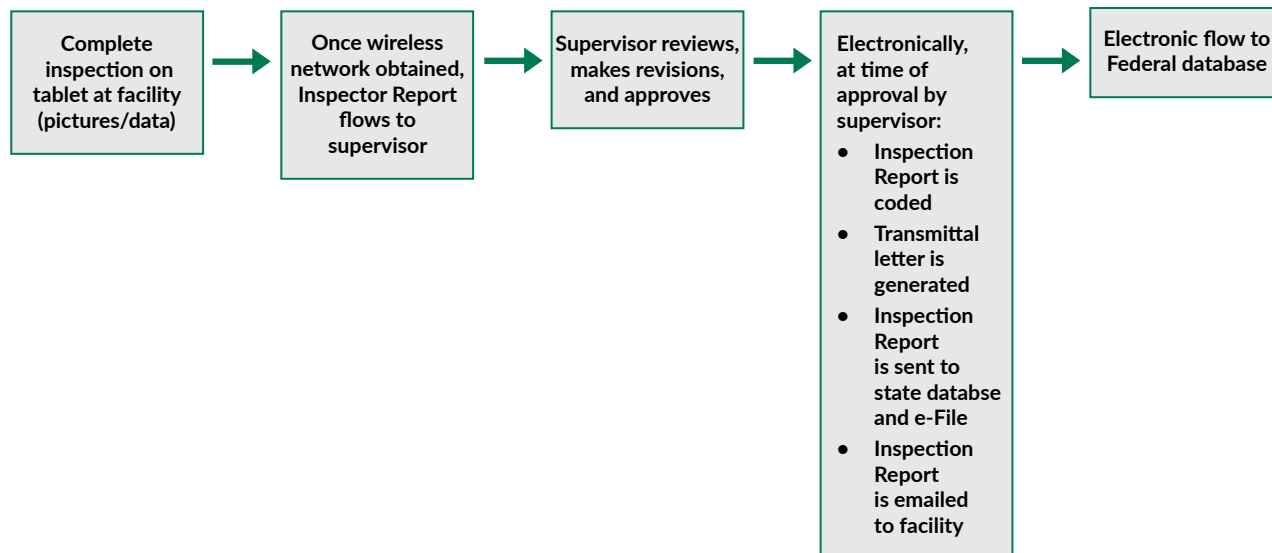 Complete
inspection on
tablet at facility
(pictures/data)
Once wireless
network obtained,
Inspector Report
flows to
supervisor
Supervisor reviews,
makes revisions,
and approves
Electronically,
at time of
approval by
supervisor:
● Inspection
Report is
coded
● Transmittal
letter is
generated
● Inspection
Report
is sent to
state databse
and e-File
● Inspection
Report
is emailed
to facility
Electronic flow to
Federal database